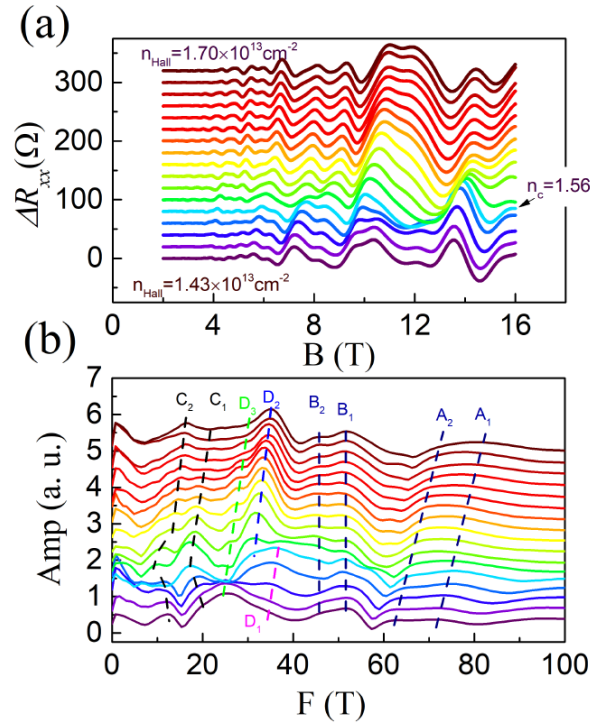 (a)
n_Hall=1.70×10^13cm^-2
300
200
100
0
ΔR_xx(Ω)
n_c=1.56
n_Hall=1.43×10^13cm^-2
0 4 8 12 16
B (T)
(b)
7
6
5
4
3
2
1
0
Amp (a. u.)
C_2 C_1 D_3 D_2 B_2 B_1 A_2 A_1
D_1
0 20 40 60 80 100
F (T)